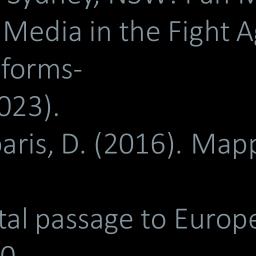 Sydney, NSW: Pan M
Media in the Fight Ag
forms-
023).
paris, D. (2016). Mapp
tal passage to Europe
0